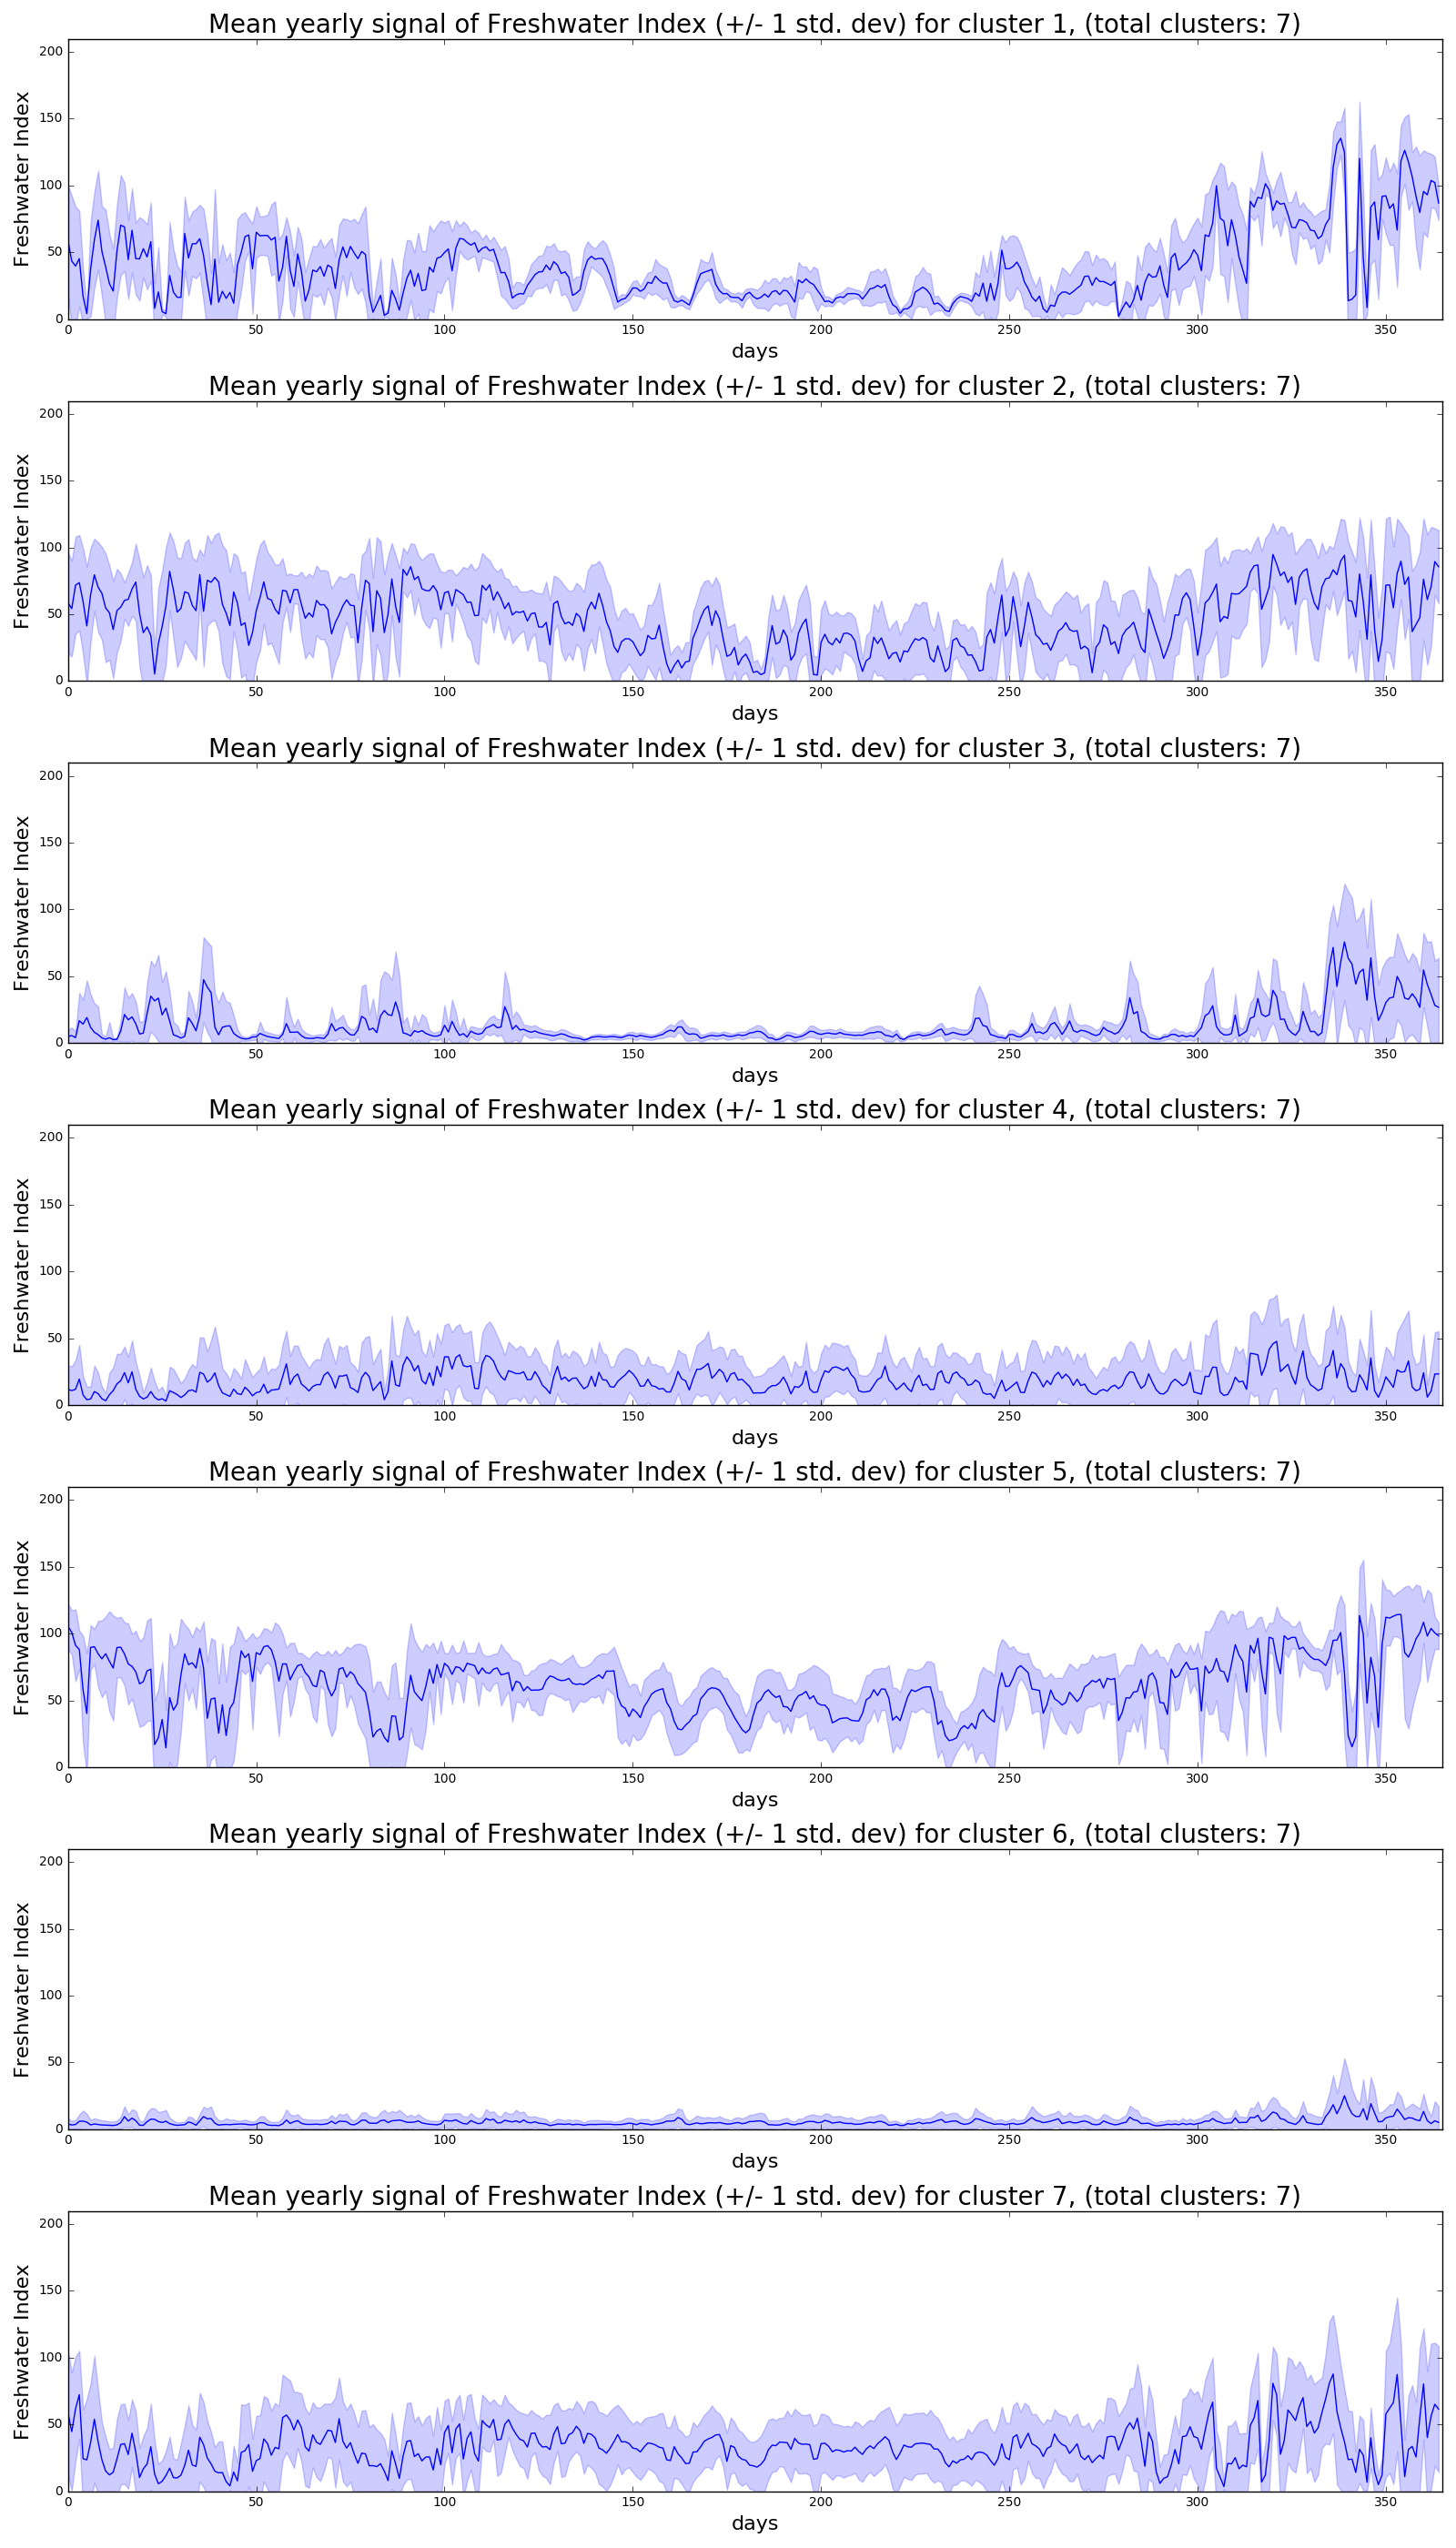 Mean yearly signal of Freshwater Index (+/- 1 std. dev) for cluster 1, (total clusters: 7)
200
150
100
50
0
Freshwater Index
0 50 100 150 200 250 300 350
days
Mean yearly signal of Freshwater Index (+/- 1 std. dev) for cluster 2, (total clusters: 7)
200
150
100
50
0
Freshwater Index
0 50 100 150 200 250 300 350
days
Mean yearly signal of Freshwater Index (+/- 1 std. dev) for cluster 3, (total clusters: 7)
200
150
100
50
0
Freshwater Index
0 50 100 150 200 250 300 350
days
Mean yearly signal of Freshwater Index (+/- 1 std. dev) for cluster 4, (total clusters: 7)
200
150
100
50
0
Freshwater Index
0 50 100 150 200 250 300 350
days
Mean yearly signal of Freshwater Index (+/- 1 std. dev) for cluster 5, (total clusters: 7)
200
150
100
50
0
Freshwater Index
0 50 100 150 200 250 300 350
days
Mean yearly signal of Freshwater Index (+/- 1 std. dev) for cluster 6, (total clusters: 7)
200
150
100
50
0
Freshwater Index
0 50 100 150 200 250 300 350
days
Mean yearly signal of Freshwater Index (+/- 1 std. dev) for cluster 7, (total clusters: 7)
200
150
100
50
0
Freshwater Index
0 50 100 150 200 250 300 350
days